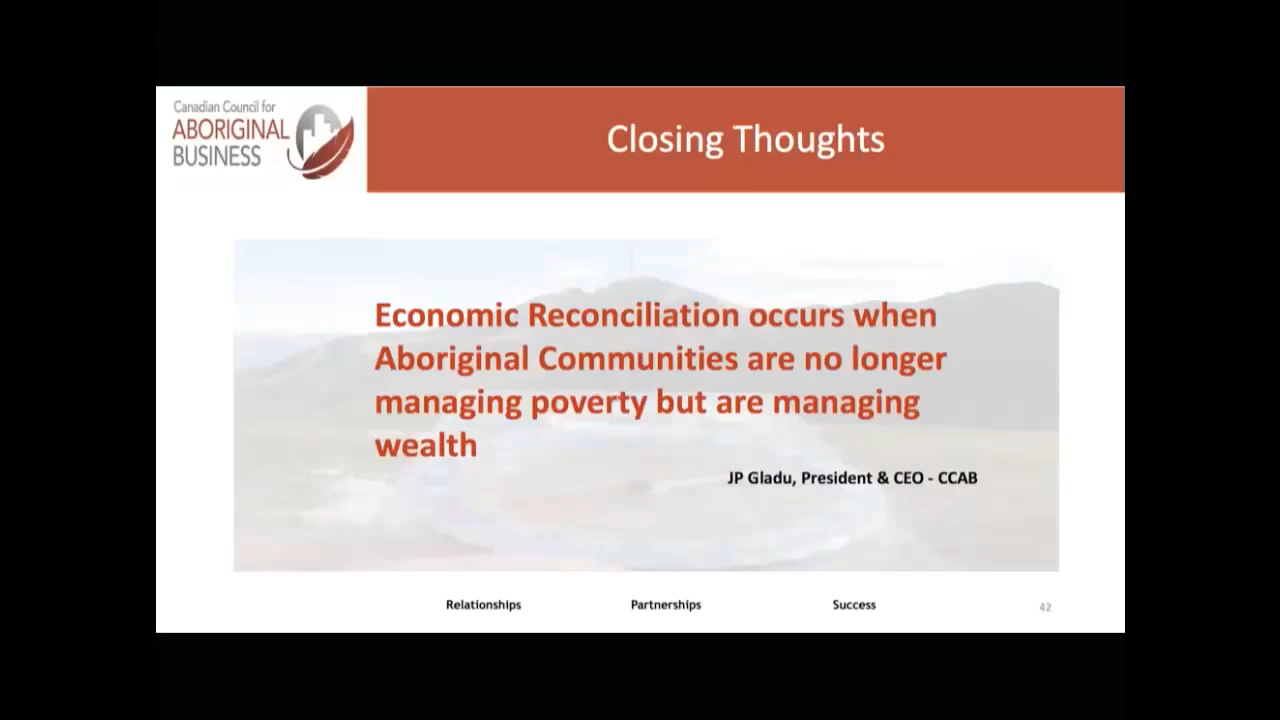 Canadian Council for
ABORIGINAL
BUSINESS
Closing Thoughts
Economic Reconciliation occurs when
Aboriginal Communities are no longer
managing poverty but are managing
wealth
JP Gladu, President & CEO - CCAB
Relationships Partnerships Success 42